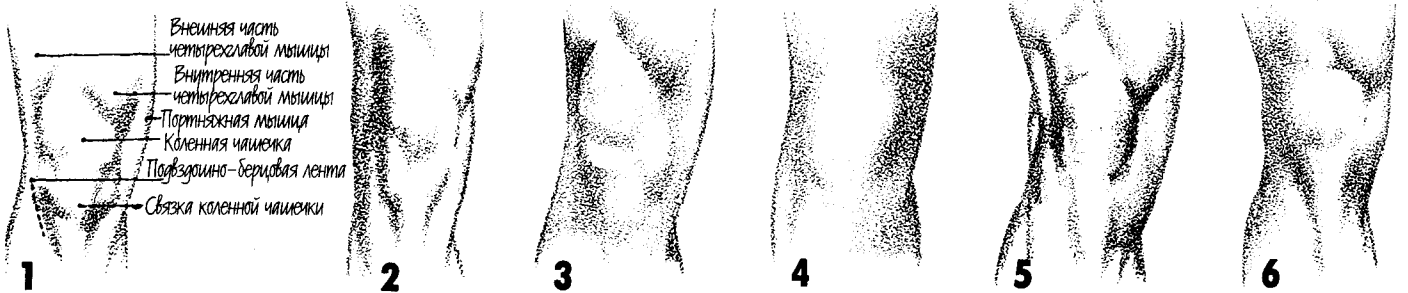 Внешняя часть
четырехглавой мышцы
Внутренняя часть
четырехглавой мышцы
Портняжная мышца
Коленная чашечка
Подвздошно-берцовая лента
Связка коленной чашечки
1 2 3 4 5 6